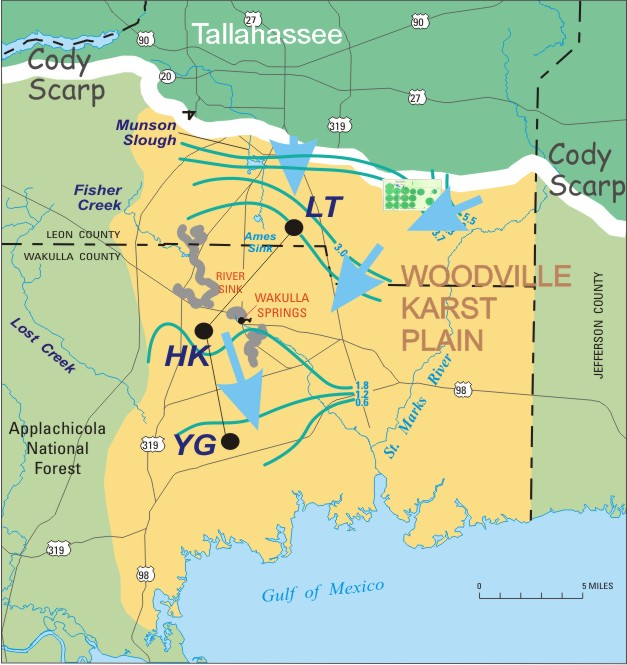 27
90
90
Tallahassee
Cody
Scarp
20
27
319
Munson
Slough
Cody
Scarp
Fisher
Creek
LT
5.5
3.7
LEON COUNTY
Ames
Sink
3.0
WAKULLA COUNTY
RIVER
SINK
WAKULLA
SPRINGS
WOODVILLE
KARST
PLAIN
JEFFERSON COUNTY
Lost Creek
HK
1.8
1.2
0.6
98
St. Marks River
Applachicola
National
Forest
319
YG
319
98
Gulf of Mexico
0 5 MILES